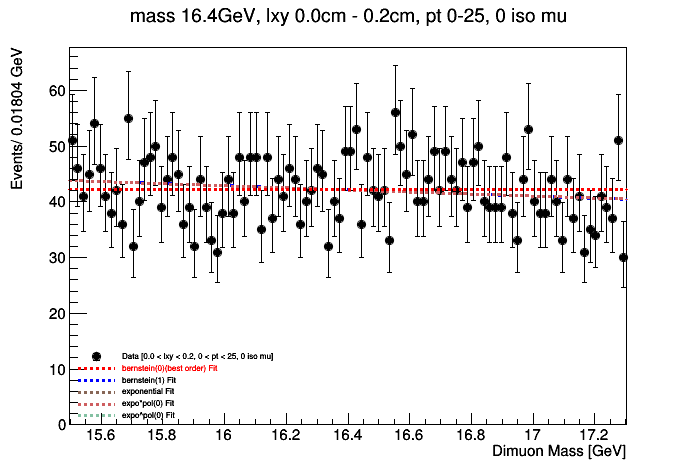 mass 16.4GeV, lxy 0.0cm - 0.2cm, pt 0-25, 0 iso mu
Events/ 0.01804 GeV
60
50
40
30
20
10
0
Data [0.0 < lxy < 0.2, 0 < pt < 25, 0 iso mu]
bernstein(0)(best order) Fit
bernstein(1) Fit
exponential Fit
expo*pol(0) Fit
expo^pol(0) Fit
15.6 15.8 16 16.2 16.4 16.6 16.8 17 17.2
Dimuon Mass [GeV]